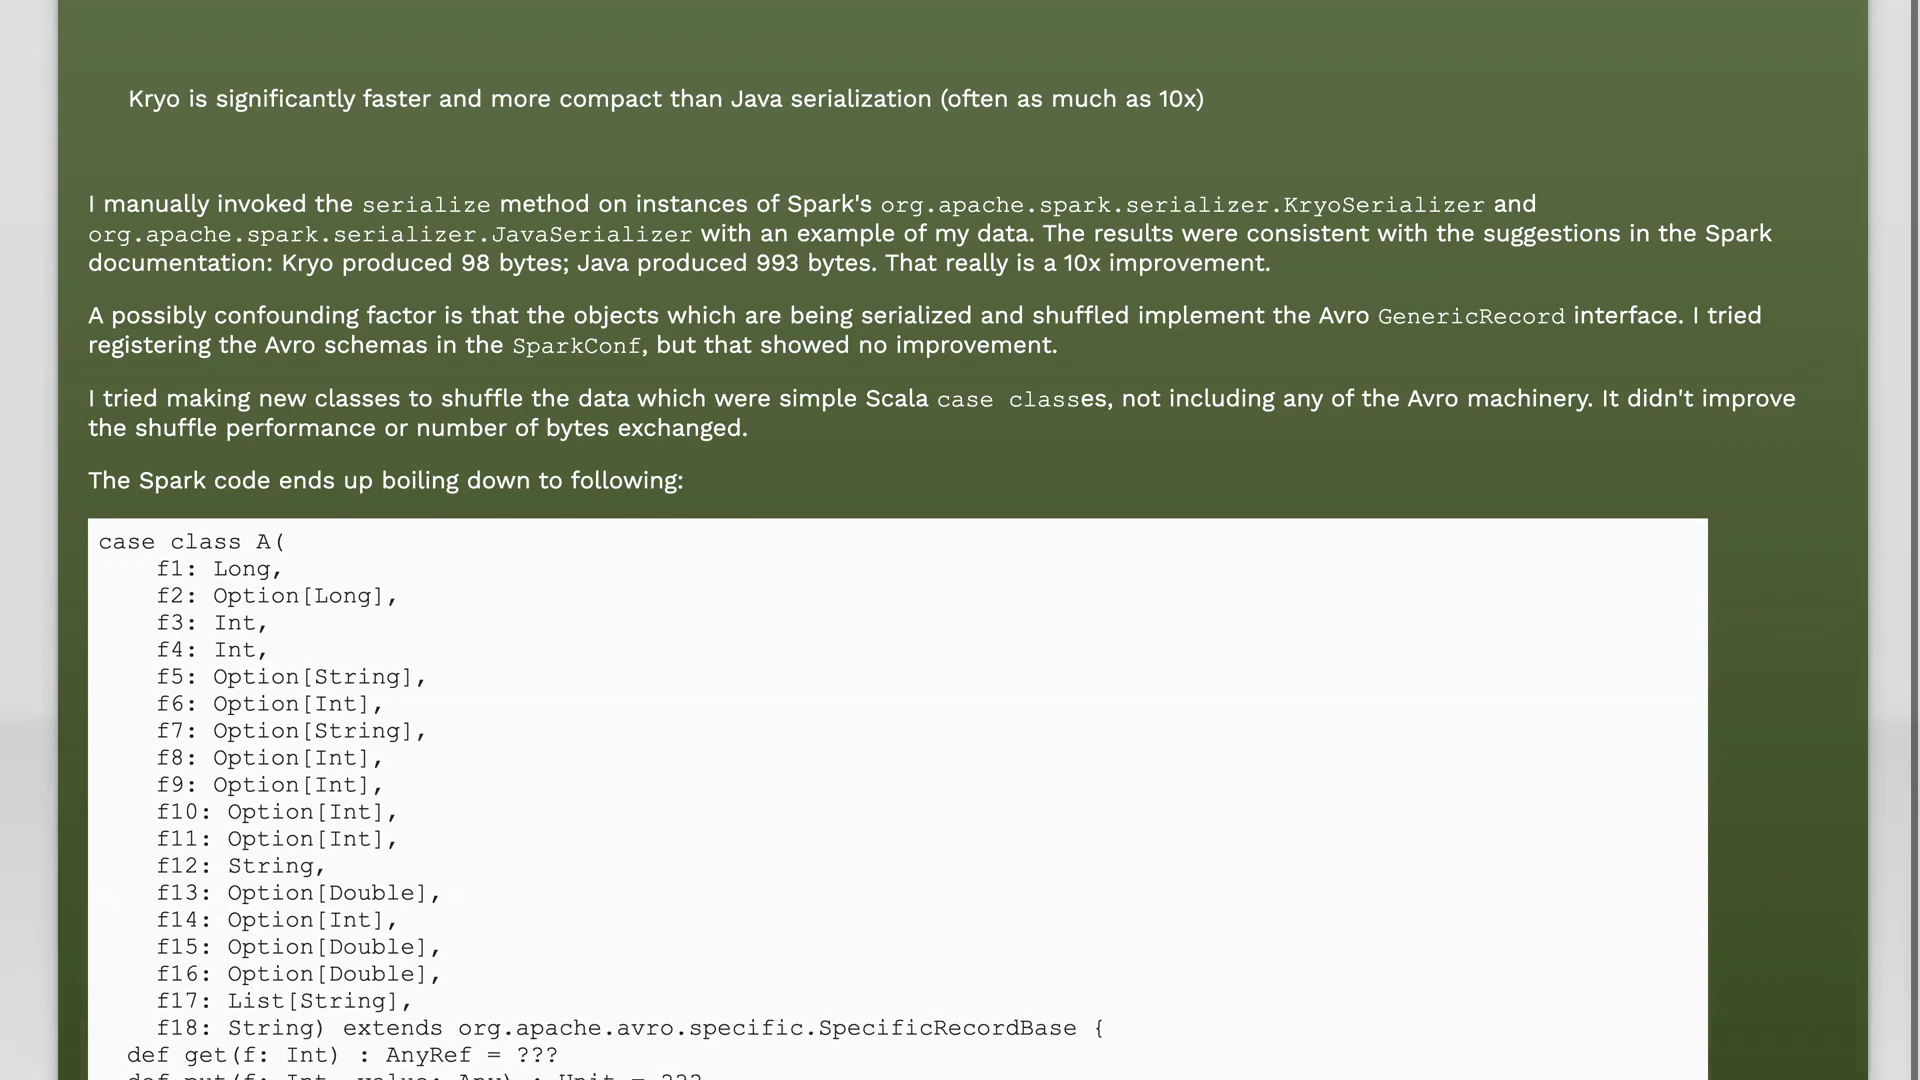 Kryo is significantly faster and more compact than Java serialization (often as much as 10x)
I manually invoked the serialize method on instances of Spark's org.apache.spark.serializer.KryoSerializer and
org.apache.spark.serializer.JavaSerializer with an example of my data. The results were consistent with the suggestions in the Spark
documentation: Kryo produced 98 bytes; Java produced 993 bytes. That really is a 10x improvement.
A possibly confounding factor is that the objects which are being serialized and shuffled implement the Avro GenericRecord interface. I tried
registering the Avro schemas in the SparkConf, but that showed no improvement.
I tried making new classes to shuffle the data which were simple Scala case classes, not including any of the Avro machinery. It didn't improve
the shuffle performance or number of bytes exchanged.
The Spark code ends up boiling down to following:
case class A(
    f1: Long,
    f2: Option[Long],
    f3: Int,
    f4: Int,
    f5: Option[String],
    f6: Option[Int],
    f7: Option[String],
    f8: Option[Int],
    f9: Option[Int],
    f10: Option[Int],
    f11: Option[Int],
    f12: String,
    f13: Option[Double],
    f14: Option[Int],
    f15: Option[Double],
    f16: Option[Double],
    f17: List[String],
    f18: String) extends org.apache.avro.specific.SpecificRecordBase {
  def get(f: Int) : AnyRef = ???
  def put(f: Int, value: Any) : Unit = ???